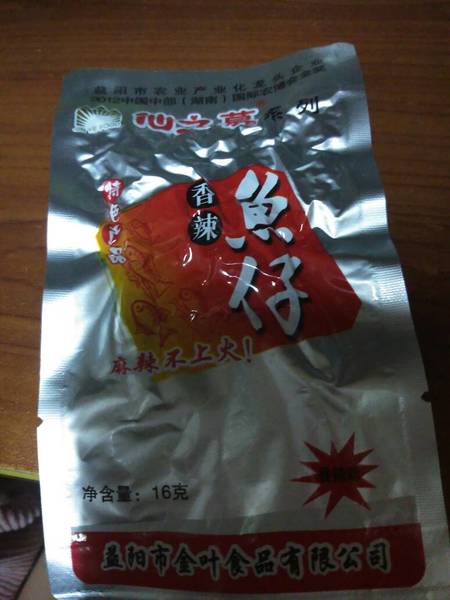 益阳市农业产业化龙头企业
2012中国中部（湖南）国际农博会金奖
心之莫 系列
香辣
魚仔
麻辣不上火！
净含量：16克
益阳市金叶食品有限公司